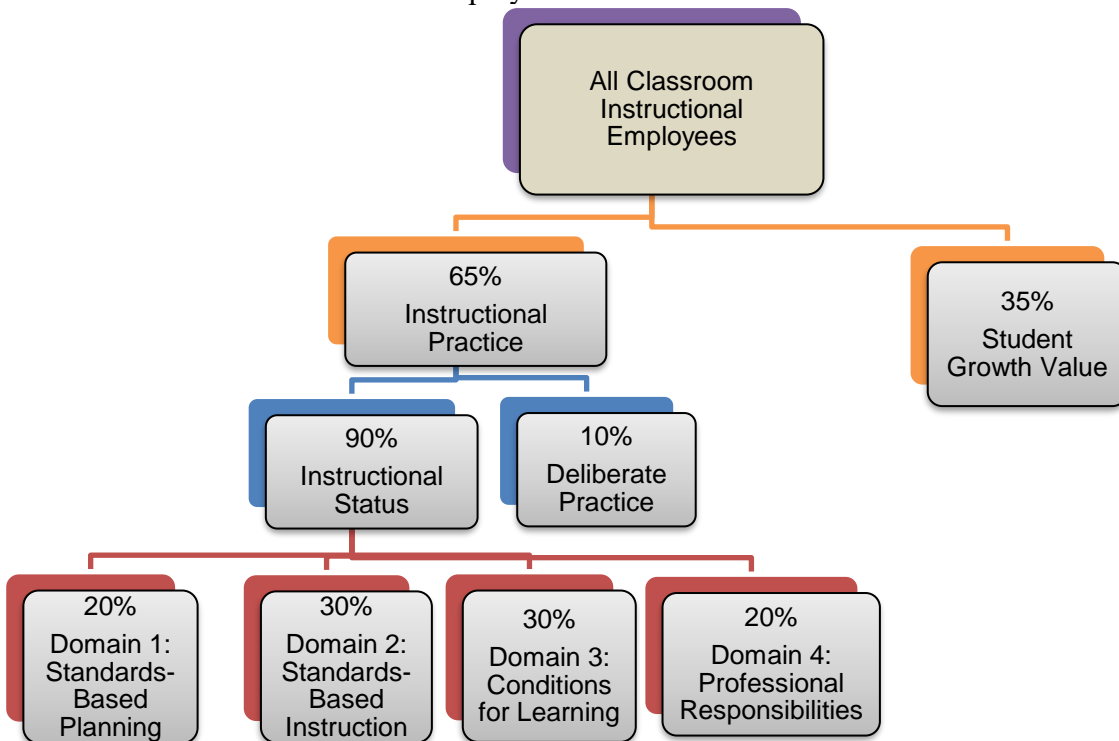 All Classroom
Instructional
Employees
65%
Instructional
Practice
35%
Student
Growth Value
90%
Instructional
Status
10%
Deliberate
Practice
20%
Domain 1:
Standards-
Based
Planning
30%
Domain 2:
Standards-
Based
Instruction
30%
Domain 3:
Conditions
for Learning
20%
Domain 4:
Professional
Responsibilities